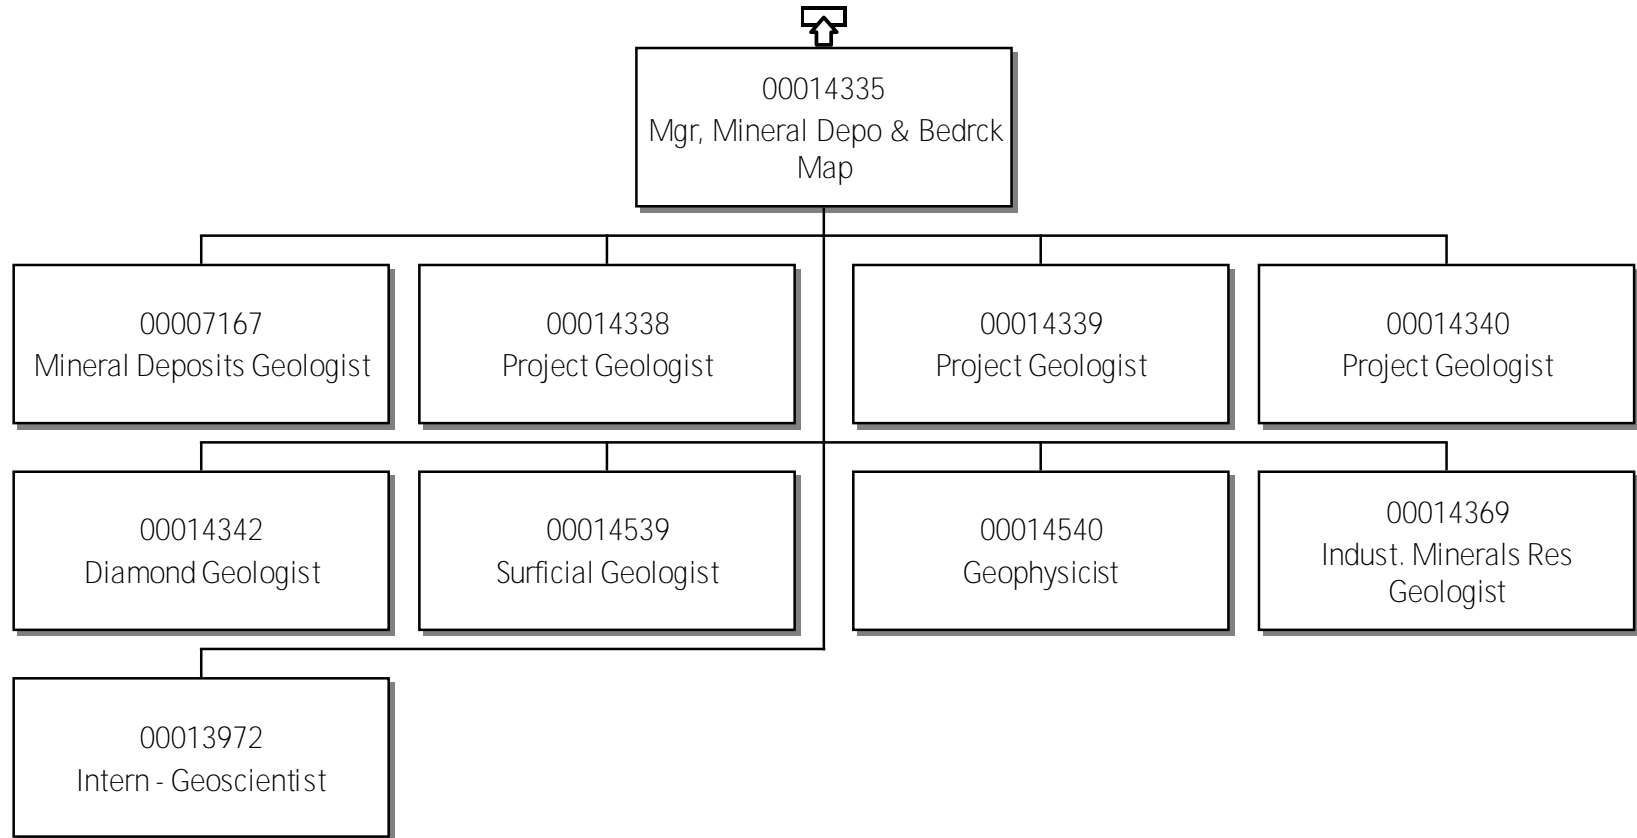 00014335
Mgr, Mineral Depo & Bedrck
Map
00007167
Mineral Deposits Geologist
00014338
Project Geologist
00014339
Project Geologist
00014340
Project Geologist
00014342
Diamond Geologist
00014539
Surficial Geologist
00014540
Geophysicist
00014369
Indust. Minerals Res
Geologist
00013972
Intern - Geoscientist